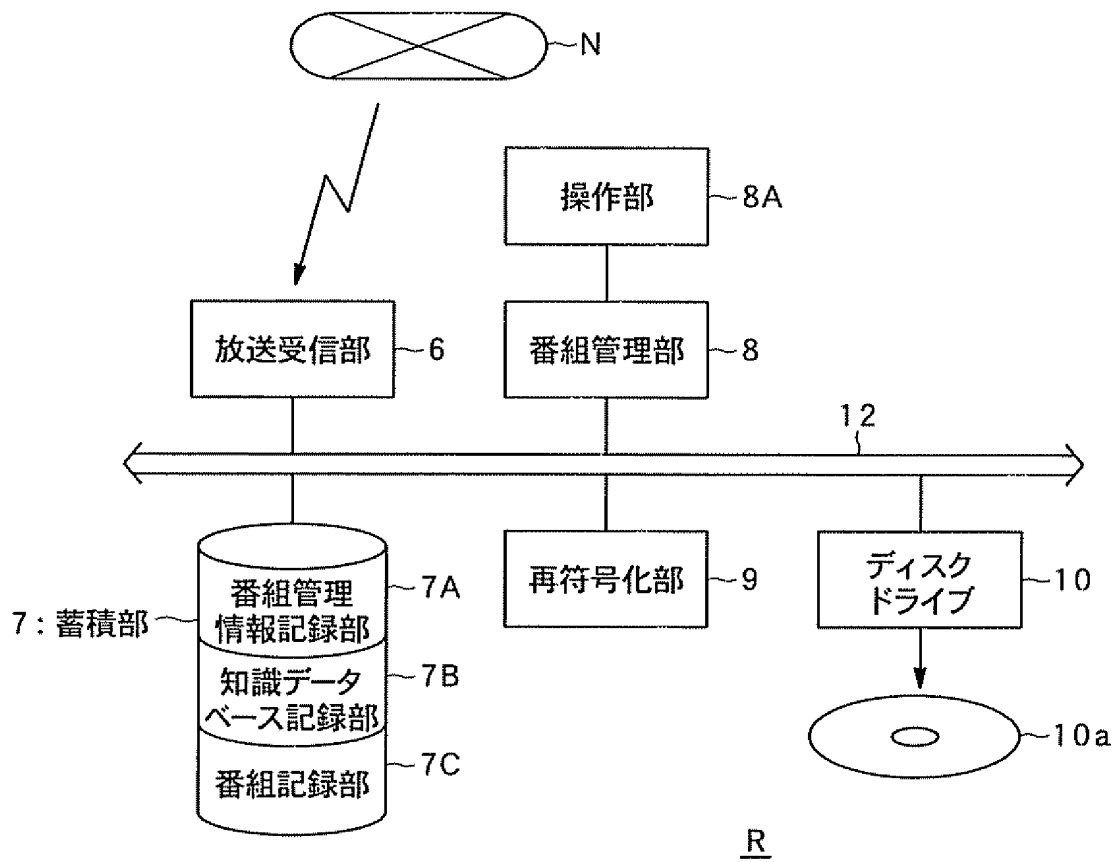 N
操作部
8A
放送受信部
6
番組管理部
8
12
番組管理
情報記録部
7A
7：蓄積部
知識データ
ベース記録部
7B
番組記録部
7C
再符号化部
9
ディスク
ドライブ
10
10a
R